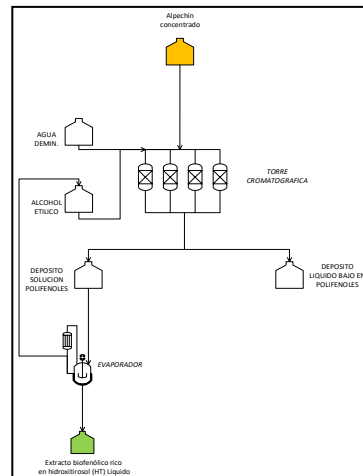 Alpechín
concentrado
AGUA
DEMIN.
TORRE
CROMATOGRAFICA
ALCOHOL
ETILICO
DEPOSITO
SOLUCION
POLIFENOLES
DEPOSITO
LIQUIDO BAJO EN
POLIFENOLES
EVAPORADOR
Extracto biofenólico rico
en hidroxitirosol (HT) Liquido